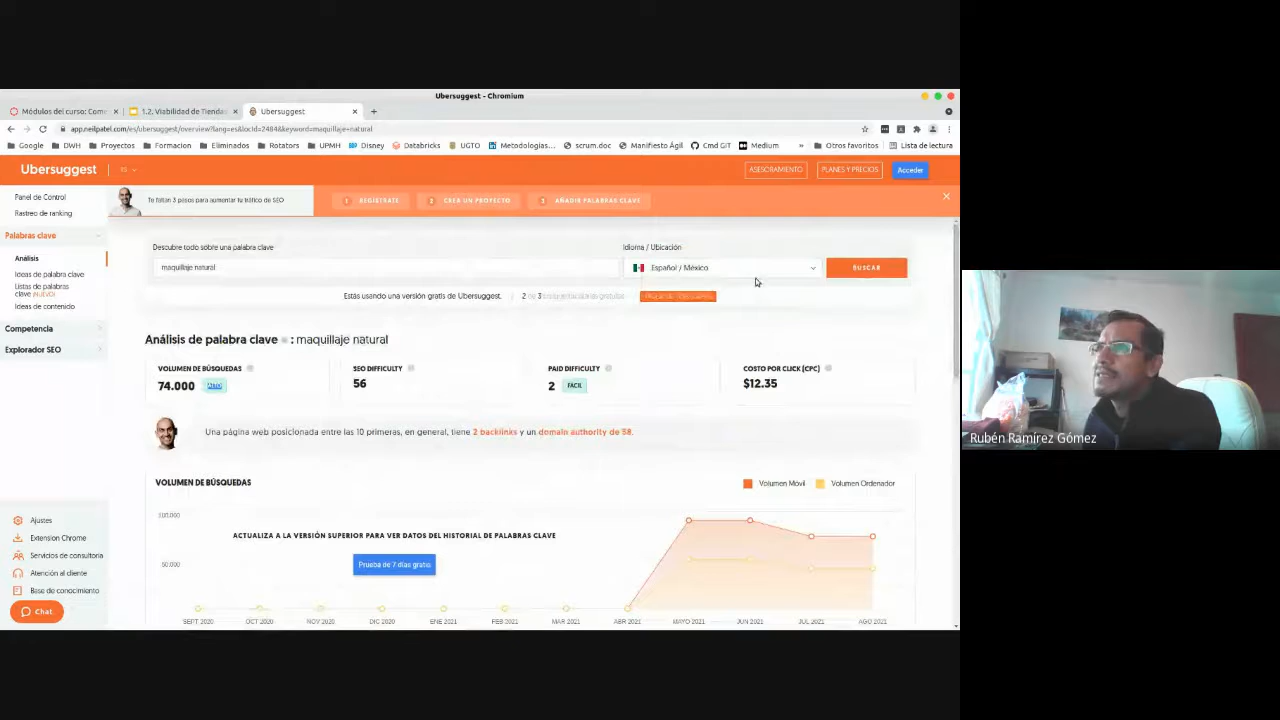 Ubersuggest - Chromium
Módulos del curso: Come
1.2. Viabilidad de Tiendas
Ubersuggest
app.neilpatel.com/es/ubersuggest/overview?lang=es&locId=2484&keyword=maquillaje+natural
Google
DWH
Proyectos
Formacion
Eliminados
Rotators
UPMH
Disney
Databricks
UGTO
Metodologías...
scrum.doc
Manifiesto Ágil
Cmd GIT
Medium
»
Otros favoritos
Lista de lectura
Ubersuggest
ES
ASESORAMIENTO
PLANES Y PRECIOS
Acceder
Te faltan 3 pasos para aumentar tu tráfico de SEO
1 REGÍSTRATE
2 CREA UN PROYECTO
3 AÑADIR PALABRAS CLAVE
Panel de Control
Rastreo de ranking
Palabras clave
Análisis
Ideas de palabra clave
Listas de palabras
clave (NUEVO)
Ideas de contenido
Competencia
Explorador SEO
Ajustes
Extension Chrome
Servicios de consultoria
Atención al cliente
Base de conocimiento
Chat
Descubre todo sobre una palabra clave
Idioma / Ubicación
maquillaje natural
Español / México
BUSCAR
Estás usando una versión gratis de Ubersuggest.
2 de 3
Análisis de palabra clave : maquillaje natural
VOLUMEN DE BÚSQUEDAS
74.000
SEO DIFFICULTY
56
PAID DIFFICULTY
2 FÁCIL
COSTO POR CLICK (CPC)
$12.35
Una página web posicionada entre las 10 primeras, en general, tiene 2 backlinks y un domain authority de 58.
VOLUMEN DE BÚSQUEDAS
Volumen Móvil
Volumen Ordenador
100.000
50.000
ACTUALIZA A LA VERSIÓN SUPERIOR PARA VER DATOS DEL HISTORIAL DE PALABRAS CLAVE
Prueba de 7 días gratis
SEPT 2020
OCT 2020
NOV 2020
DIC 2020
ENE 2021
FEB 2021
MAR 2021
ABR 2021
MAYO 2021
JUN 2021
JUL 2021
AGO 2021
Rubén Ramírez Gómez